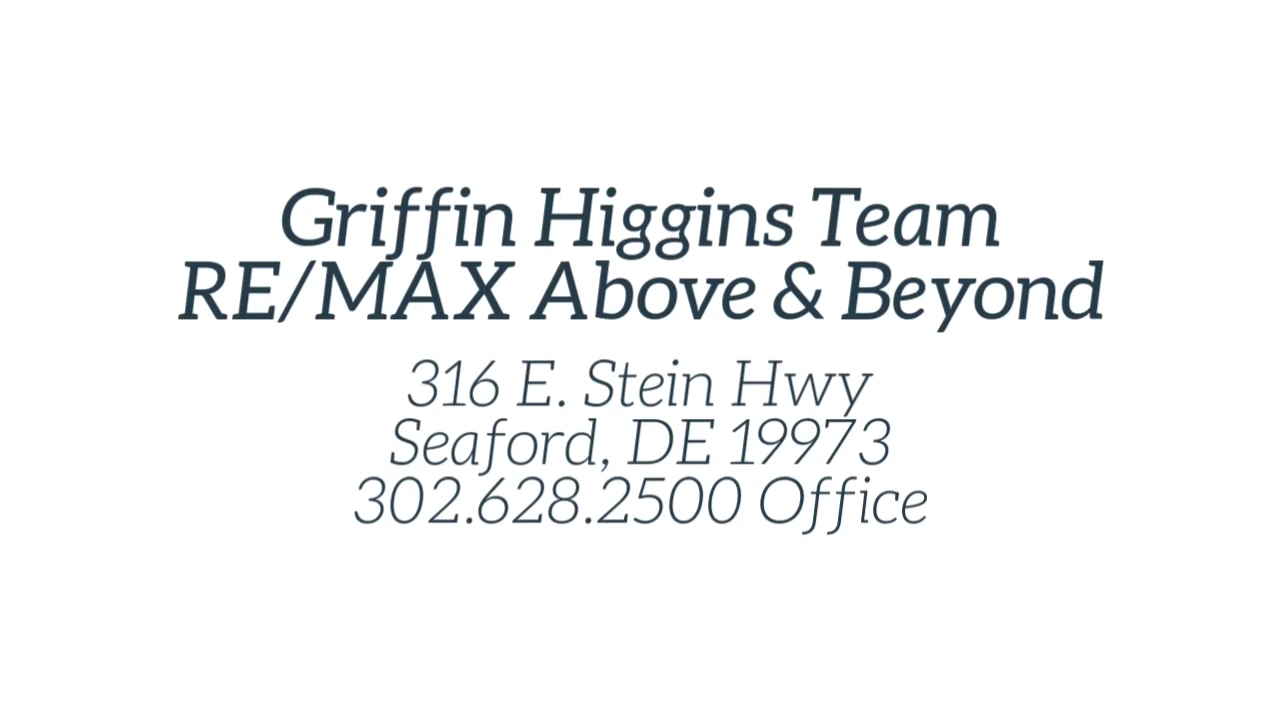 Griffin Higgins Team
RE/MAX Above & Beyond
316 E. Stein Hwy
Seaford, DE 19973
302.628.2500 Office